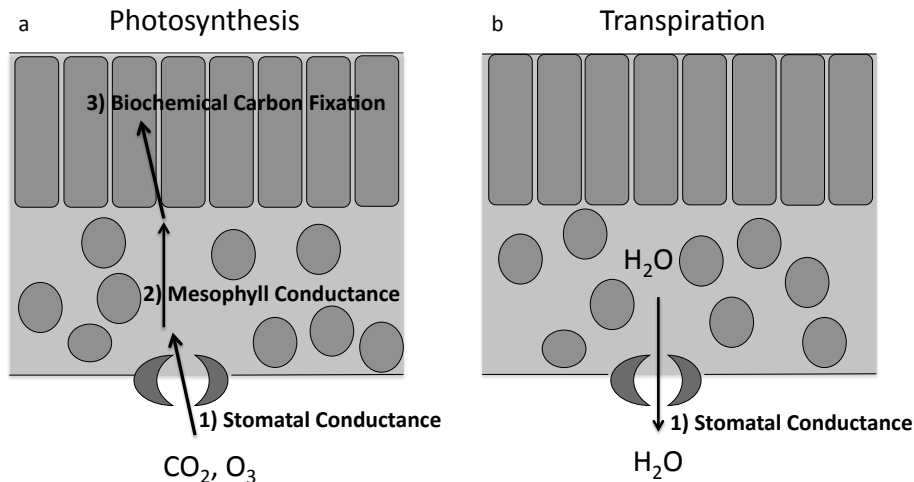 a Photosynthesis
3) Biochemical Carbon Fixation
2) Mesophyll Conductance
1) Stomatal Conductance
CO₂, O₃
b Transpiration
H₂O
1) Stomatal Conductance
H₂O